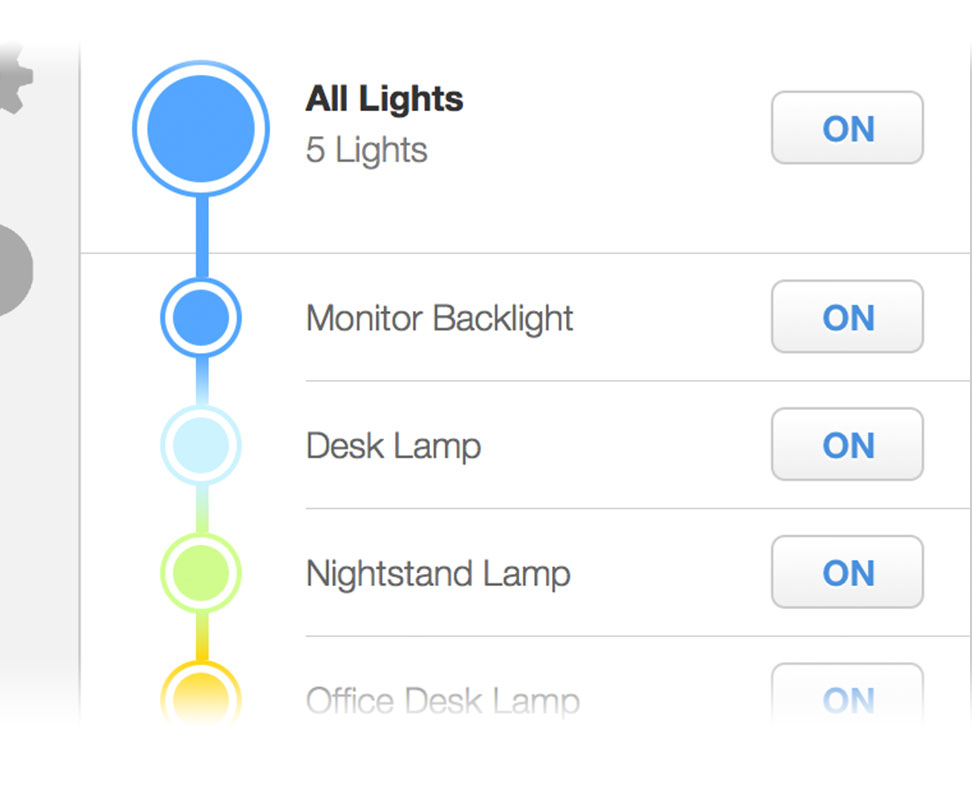 All Lights
5 Lights
ON
Monitor Backlight
ON
Desk Lamp
ON
Nightstand Lamp
ON
Office Desk Lamp
ON